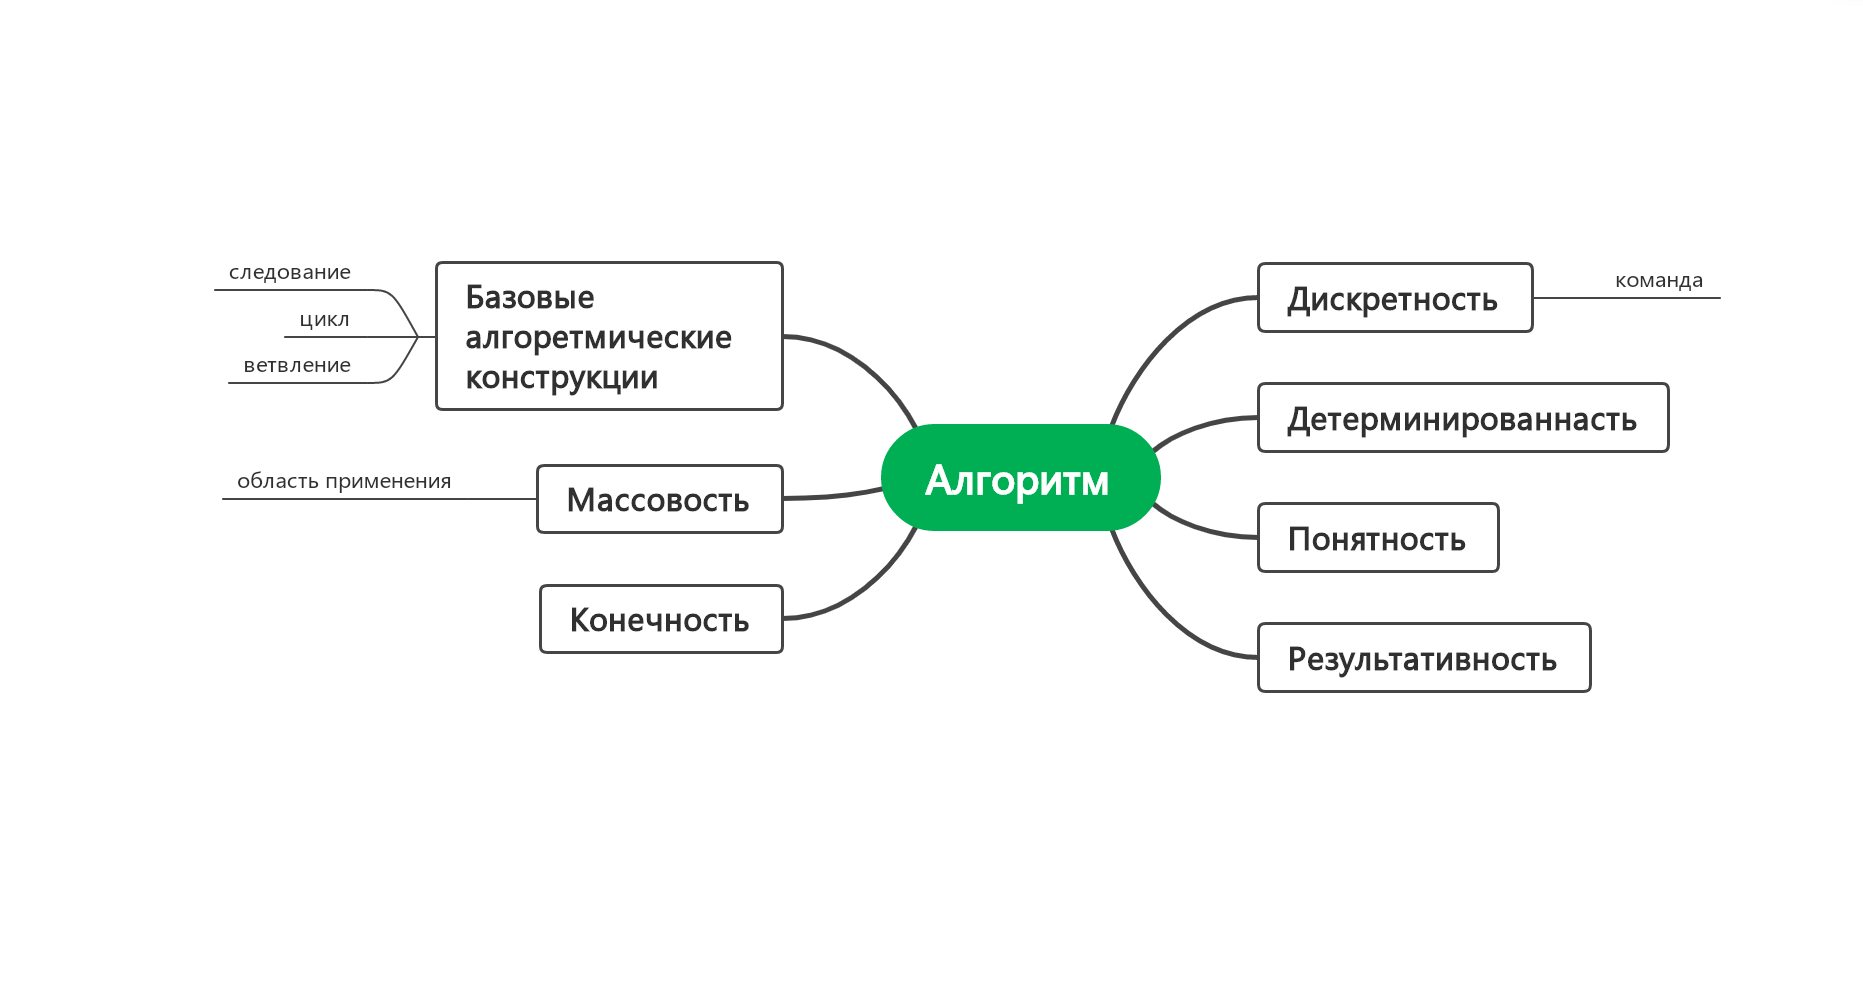 следование
цикл
ветвление
Базовые
алгоретмические
конструкции
область применения
Массовость
Конечность
Алгоритм
Дискретность
команда
Детерминированнасть
Понятность
Результативность